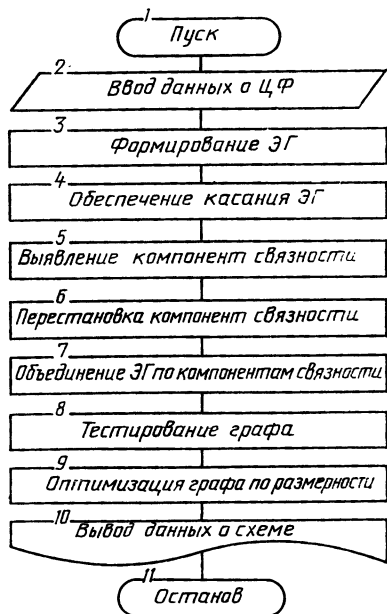 1
Пуск
2
Ввод данных о ЦФ
3
Формирование ЭГ
4
Обеспечение касания ЭГ
5
Выявление компонент связности
6
Перестановка компонент связности
7
Объединение ЭГ по компонентам связности
8
Тестирование графа
9
Оптимизация графа по размерности
10
Вывод данных о схеме
11
Останов